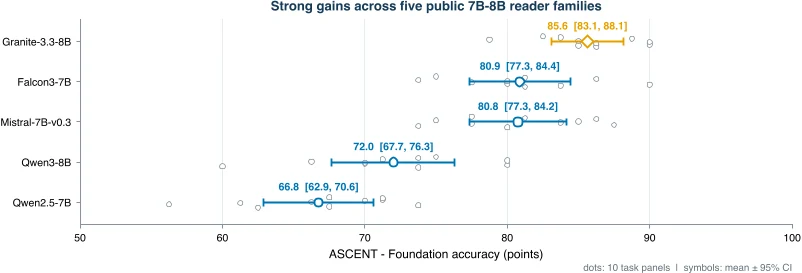 Strong gains across five public 7B-8B reader families
85.6 [83.1, 88.1]
Granite-3.3-8B
80.9 [77.3, 84.4]
Falcon3-7B
80.8 [77.3, 84.2]
Mistral-7B-v0.3
72.0 [67.7, 76.3]
Qwen3-8B
66.8 [62.9, 70.6]
Qwen2.5-7B
50 60 70 80 90 100
ASCENT - Foundation accuracy (points)
dots: 10 task panels | symbols: mean ± 95% CI